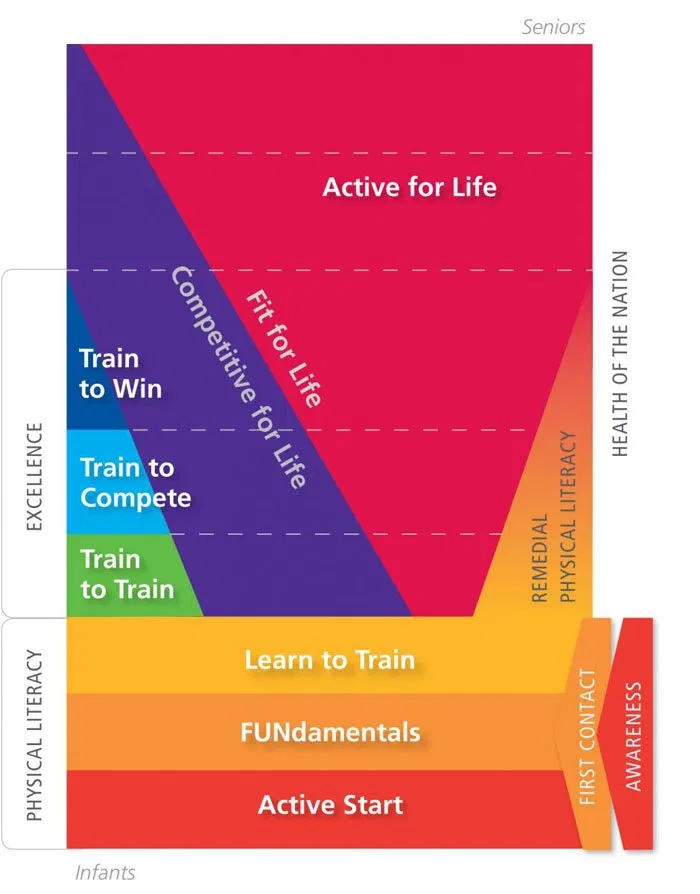 Seniors
Active for Life
Fit for Life
Competitive for Life
HEALTH OF THE NATION
EXCELLENCE
Train
to Win
Train to
Compete
Train
to Train
REMEDIAL
PHYSICAL LITERACY
PHYSICAL LITERACY
Learn to Train
FUNdamentals
Active Start
FIRST CONTACT
AWARENESS
Infants